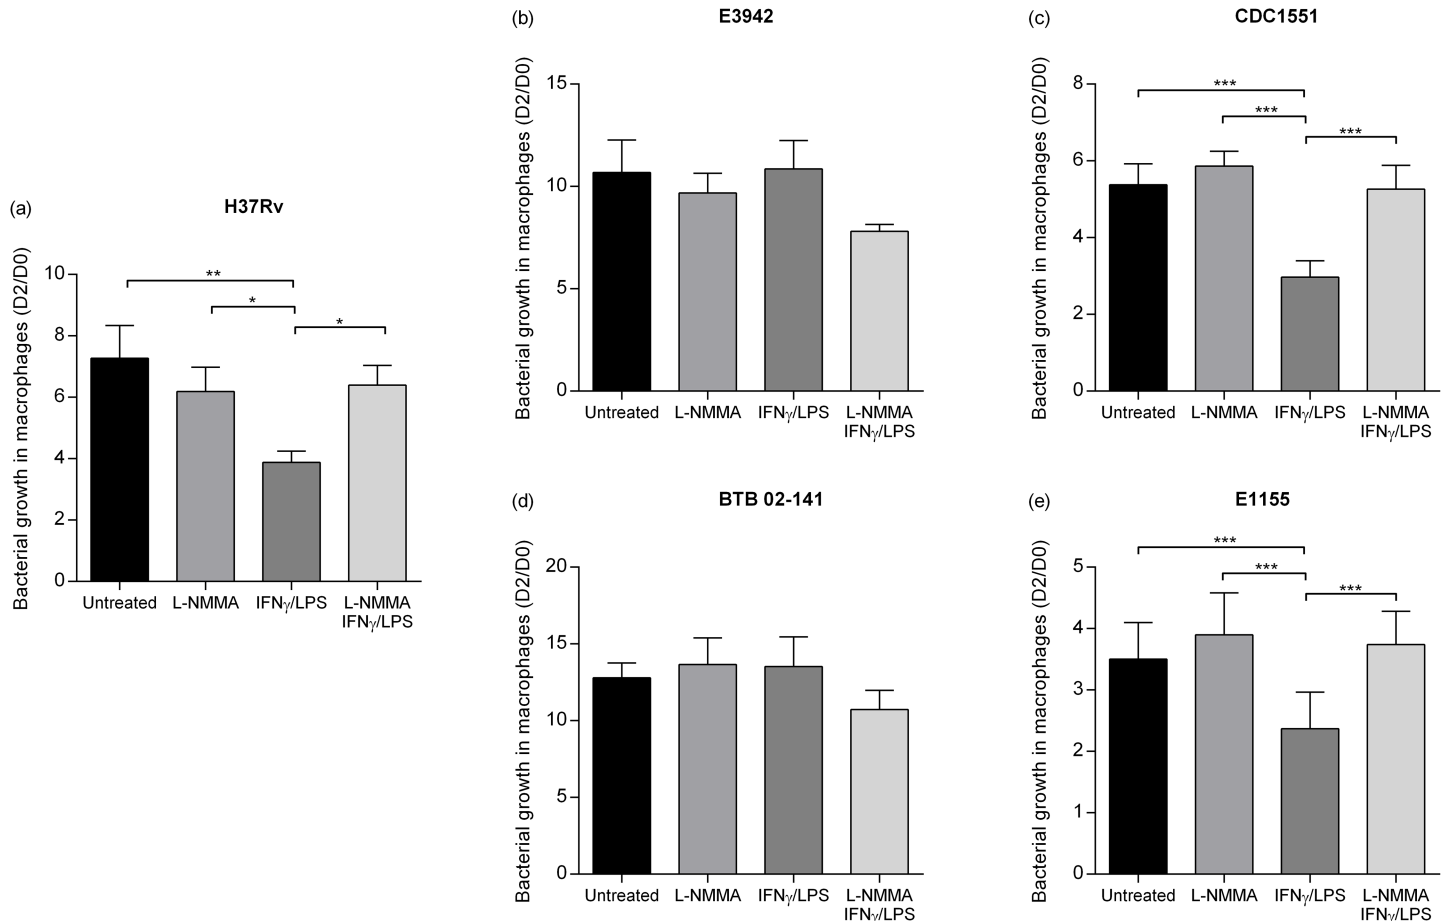 (a)
H37Rv
Bacterial growth in macrophages (D2/D0)
10
8
6
4
2
0
**
*
*
Untreated
L-NMMA
IFNγ/LPS
L-NMMA
IFNγ/LPS
(b)
E3942
Bacterial growth in macrophages (D2/D0)
15
10
5
0
Untreated
L-NMMA
IFNγ/LPS
L-NMMA
IFNγ/LPS
(c)
CDC1551
Bacterial growth in macrophages (D2/D0)
8
6
4
2
0
***
***
***
Untreated
L-NMMA
IFNγ/LPS
L-NMMA
IFNγ/LPS
(d)
BTB 02-141
Bacterial growth in macrophages (D2/D0)
20
15
10
5
0
Untreated
L-NMMA
IFNγ/LPS
L-NMMA
IFNγ/LPS
(e)
E1155
Bacterial growth in macrophages (D2/D0)
5
4
3
2
1
0
***
***
***
Untreated
L-NMMA
IFNγ/LPS
L-NMMA
IFNγ/LPS